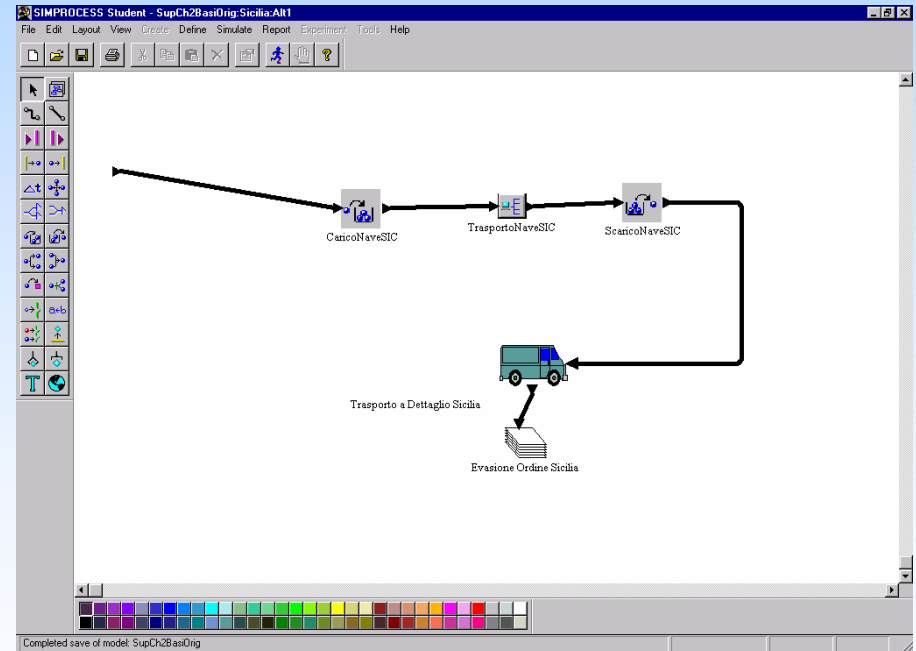 SIMPROCESS Student - SupCh2BasiOrig:Sicilia:Alt1
File Edit Layout View Create Define Simulate Report Experiment Tools Help
Δt
a←b
T
CaricoNaveSIC
TrasportoNaveSIC
ScaricoNaveSIC
Trasporto a Dettaglio Sicilia
Evasione Ordine Sicilia
Completed save of model: SupCh2BasiOrig